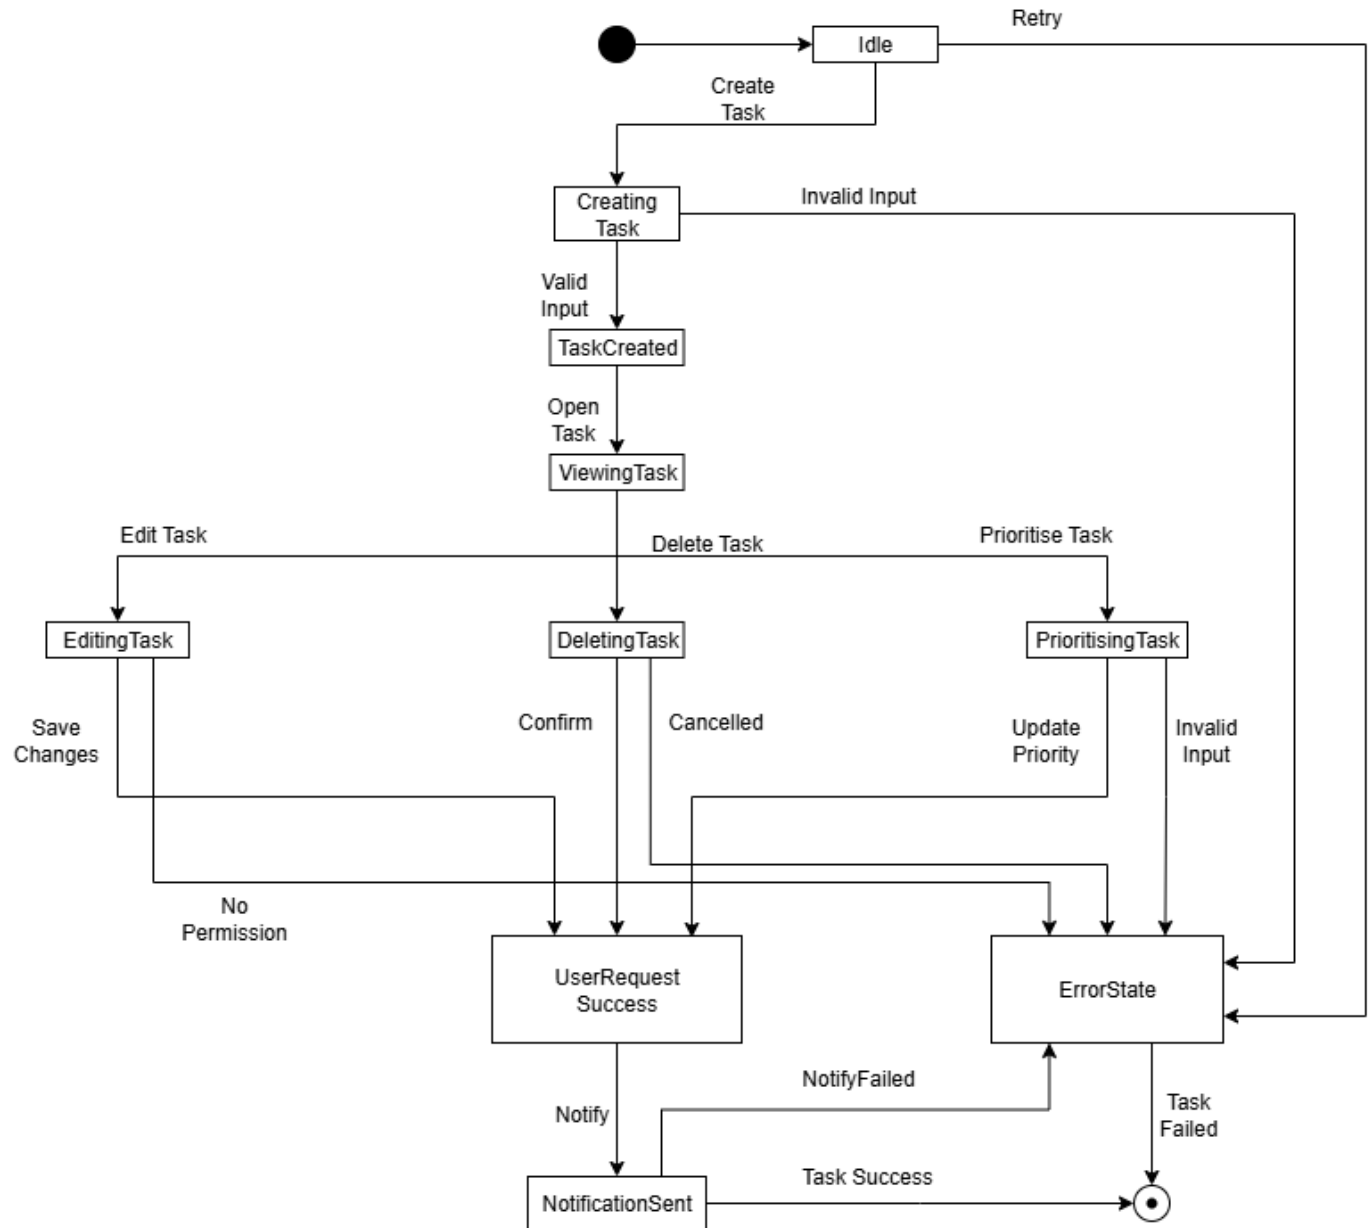 Retry
Idle
Create
Task
Creating
Task
Invalid Input
Valid
Input
TaskCreated
Open
Task
ViewingTask
Edit Task
Delete Task
Prioritise Task
EditingTask
DeletingTask
PrioritisingTask
Save
Changes
Confirm
Cancelled
Update
Priority
Invalid
Input
No
Permission
UserRequest
Success
ErrorState
NotifyFailed
Notify
Task
Failed
Task Success
NotificationSent